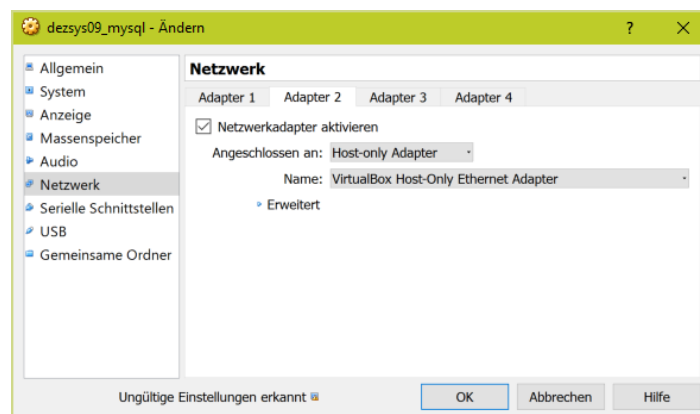 dezsys09_mysql - Ändern
?
Allgemein
System
Anzeige
Massenspeicher
Audio
Netzwerk
Serielle Schnittstellen
USB
Gemeinsame Ordner
Netzwerk
Adapter 1 Adapter 2 Adapter 3 Adapter 4
Netzwerkadapter aktivieren
Angeschlossen an: Host-only Adapter
Name: VirtualBox Host-Only Ethernet Adapter
Erweitert
Ungültige Einstellungen erkannt
OK Abbrechen Hilfe